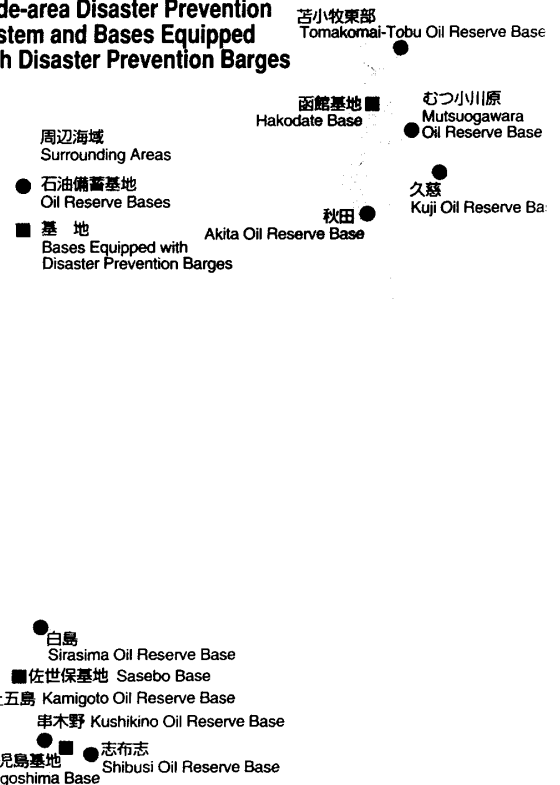 de-area Disaster Prevention
stem and Bases Equipped
h Disaster Prevention Barges
苫小牧東部
Tomakomai-Tobu Oil Reserve Base
函館基地
Hakodate Base
むつ小川原
Mutsuogawara
Oil Reserve Base
周辺海域
Surrounding Areas
石油備蓄基地
Oil Reserve Bases
久慈
Kuji Oil Reserve Ba
秋田
Akita Oil Reserve Base
基 地
Bases Equipped with
Disaster Prevention Barges
白島
Sirasima Oil Reserve Base
佐世保基地 Sasebo Base
五島 Kamigoto Oil Reserve Base
串木野 Kushikino Oil Reserve Base
志布志
Shibusi Oil Reserve Base
児島基地
goshima Base